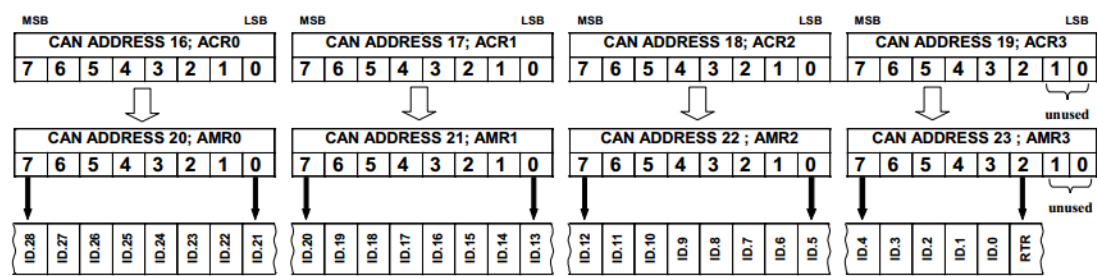 MSB LSB MSB MSB LSB
CAN ADDRESS 16; ACR0 CAN ADDRESS 17; ACR1 CAN ADDRESS 18; ACR2 CAN ADDRESS 19; ACR3
7 6 5 4 3 2 1 0 7 6 5 4 3 2 1 0 7 6 5 4 3 2 1 0 7 6 5 4 3 2 1 0
unused
CAN ADDRESS 20; AMR0 CAN ADDRESS 21; AMR1 CAN ADDRESS 22 ; AMR2 CAN ADDRESS 23 ; AMR3
7 6 5 4 3 2 1 0 7 6 5 4 3 2 1 0 7 6 5 4 3 2 1 0 7 6 5 4 3 2 1 0
unused
ID.28 ID.27 ID.26 ID.25 ID.24 ID.23 ID.22 ID.21 ID.20 ID.19 ID.18 ID.17 ID.16 ID.15 ID.14 ID.13 ID.12 ID.11 ID.10 ID.9 ID.8 ID.7 ID.6 ID.5 ID.4 ID.3 ID.2 ID.1 ID.0 RTR